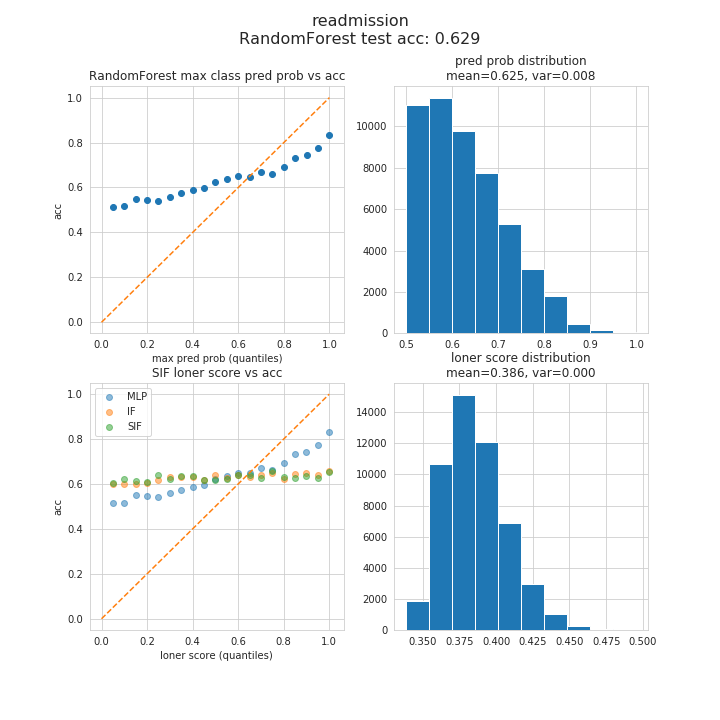 readmission
RandomForest test acc: 0.629
RandomForest max class pred prob vs acc
1.0
0.8
0.6
0.4
0.2
0.0
acc
0.0 0.2 0.4 0.6 0.8 1.0
max pred prob (quantiles)
pred prob distribution
mean=0.625, var=0.008
10000
8000
6000
4000
2000
0
0.5 0.6 0.7 0.8 0.9 1.0
SIF loner score vs acc
MLP
IF
SIF
1.0
0.8
0.6
0.4
0.2
0.0
acc
0.0 0.2 0.4 0.6 0.8 1.0
loner score (quantiles)
loner score distribution
mean=0.386, var=0.000
14000
12000
10000
8000
6000
4000
2000
0
0.350 0.375 0.400 0.425 0.450 0.475 0.500